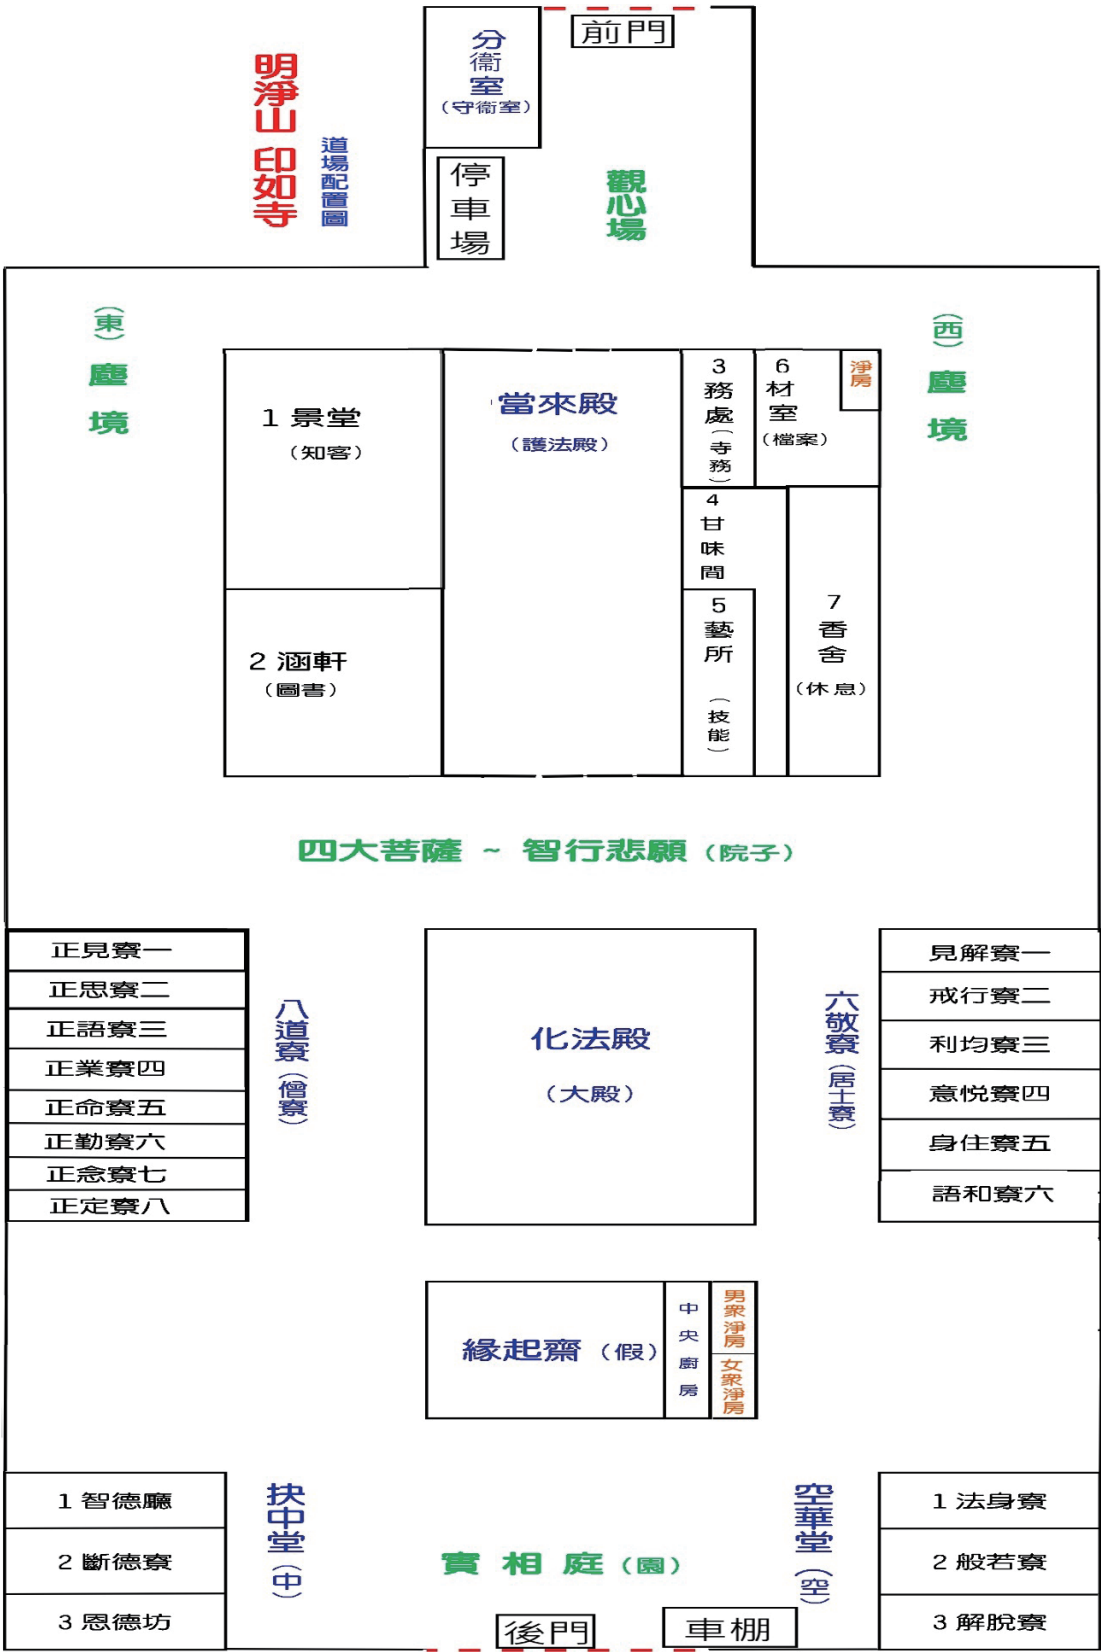 前門
分衞室
(守衞室)
明淨山 印如寺
道場配置圖
停車場
觀心場
(東) 塵境
(西) 塵境
1 景堂
(知客)
當來殿
(護法殿)
3 務處 (寺務)
6 材室
(檔案)
淨房
4 甘味間
2 涵軒
(圖書)
5 藝所 (技能)
7 香舍
(休息)
四大菩薩 ~ 智行悲願 (院子)
正見寮一
正思寮二
正語寮三
正業寮四
正命寮五
正勤寮六
正念寮七
正定寮八
八道寮 (僧寮)
化法殿
(大殿)
六敬寮 (居士寮)
見解寮一
戒行寮二
利均寮三
意悦寮四
身住寮五
語和寮六
緣起齋 (假)
中央廚房
男衆淨房
女衆淨房
1 智德廳
2 斷德寮
3 恩德坊
抉中堂 (中)
實相庭 (園)
空華堂 (空)
1 法身寮
2 般若寮
3 解脫寮
後門
車棚